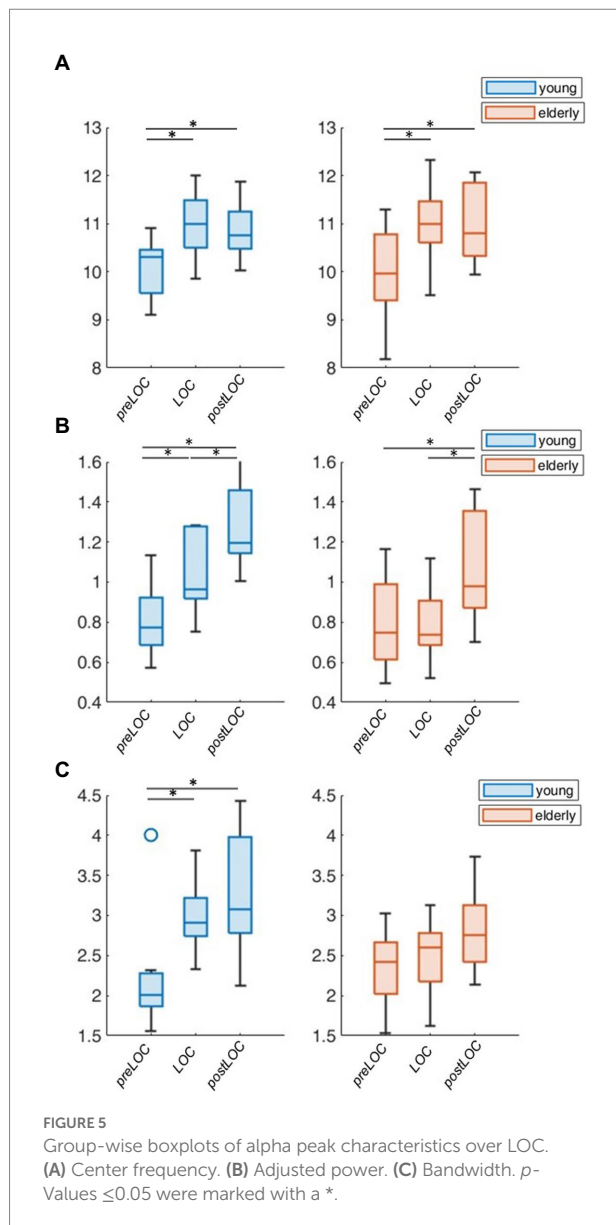 A
young
elderly
* * * *
13 13
12 12
11 11
10 10
9 9
8 8
preLOC LOC postLOC preLOC LOC postLOC
B
young
elderly
* * * * *
1.6 1.6
1.4 1.4
1.2 1.2
1 1
0.8 0.8
0.6 0.6
0.4 0.4
preLOC LOC postLOC preLOC LOC postLOC
C
young
elderly
* *
4.5 4.5
4 4
3.5 3.5
3 3
2.5 2.5
2 2
1.5 1.5
preLOC LOC postLOC preLOC LOC postLOC
FIGURE 5
Group-wise boxplots of alpha peak characteristics over LOC.
(A) Center frequency. (B) Adjusted power. (C) Bandwidth. p-
Values ≤0.05 were marked with a *.